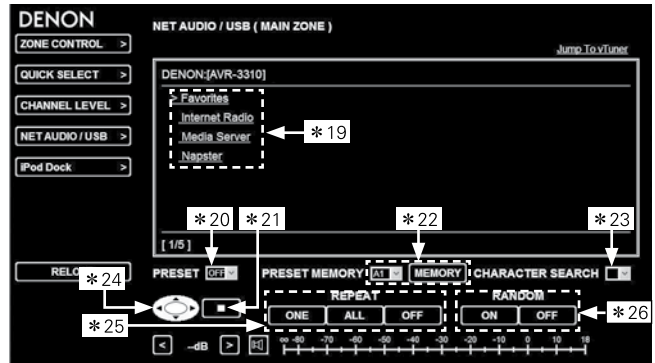 DENON
NET AUDIO / USB ( MAIN ZONE )
ZONE CONTROL >
Jump To vTuner
QUICK SELECT >
DENON:[AVR-3310]
CHANNEL LEVEL >
> Favorites
Internet Radio
*19
NET AUDIO / USB >
Media Server
Napster
iPod Dock >
*20
*21
*22
*23
[ 1/5 ]
RELO
PRESET OFF
PRESET MEMORY A1 MEMORY
CHARACTER SEARCH
*24
REPEAT
RANDOM
*25
ONE ALL OFF
ON OFF
*26
< --dB >
∞ -80 -70 -60 -50 -40 -30 -20 -10 0 10 18